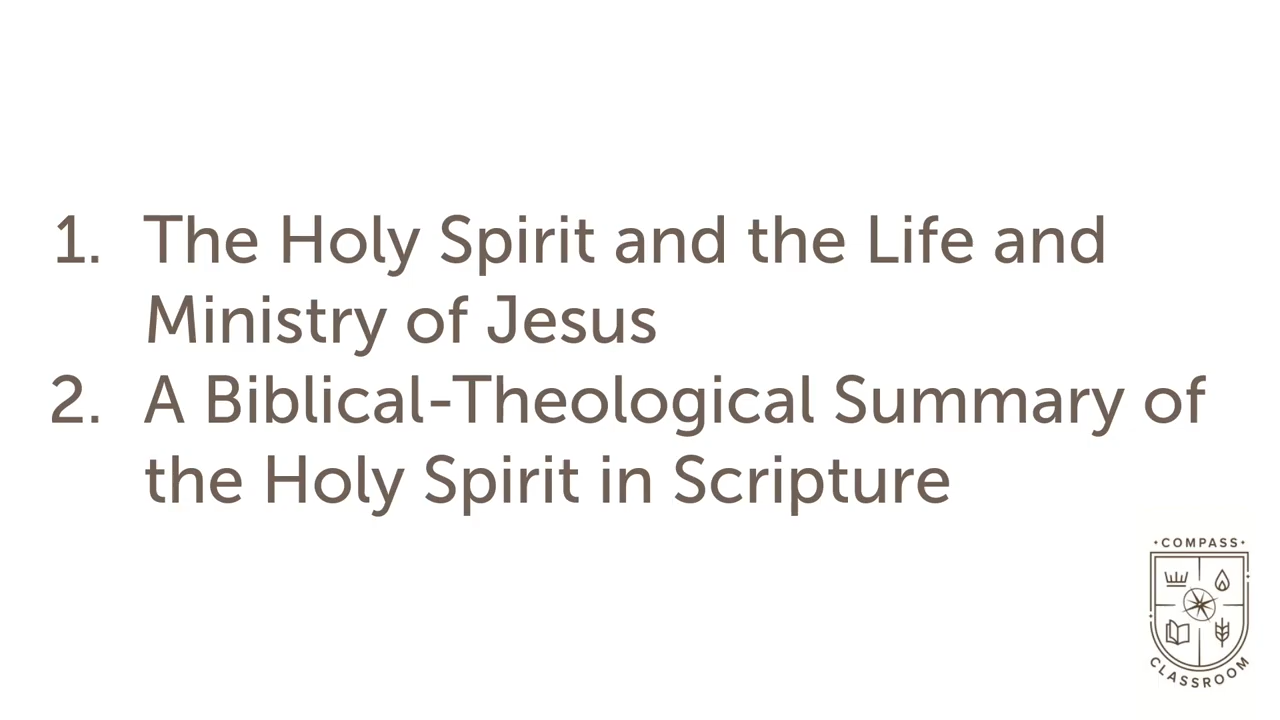 1. The Holy Spirit and the Life and
Ministry of Jesus
2. A Biblical-Theological Summary of
the Holy Spirit in Scripture
·COMPASS·
CLASSROOM